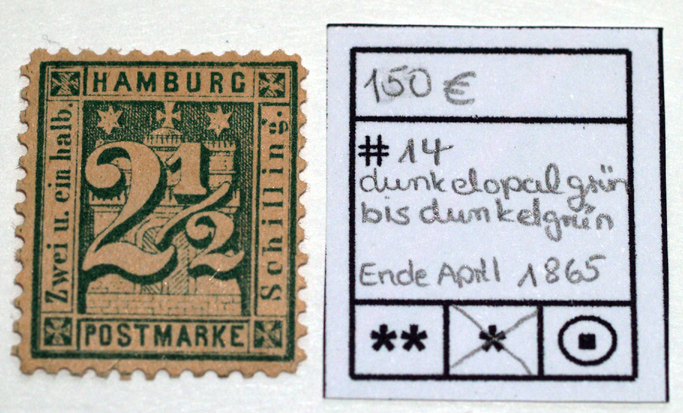 HAMBURG
Zwei u. ein halb.
2 1/2
Schilling.
POSTMARKE
150 €
# 14
dunkelopalgrün
bis dunkelgrün
Ende April 1865
** *